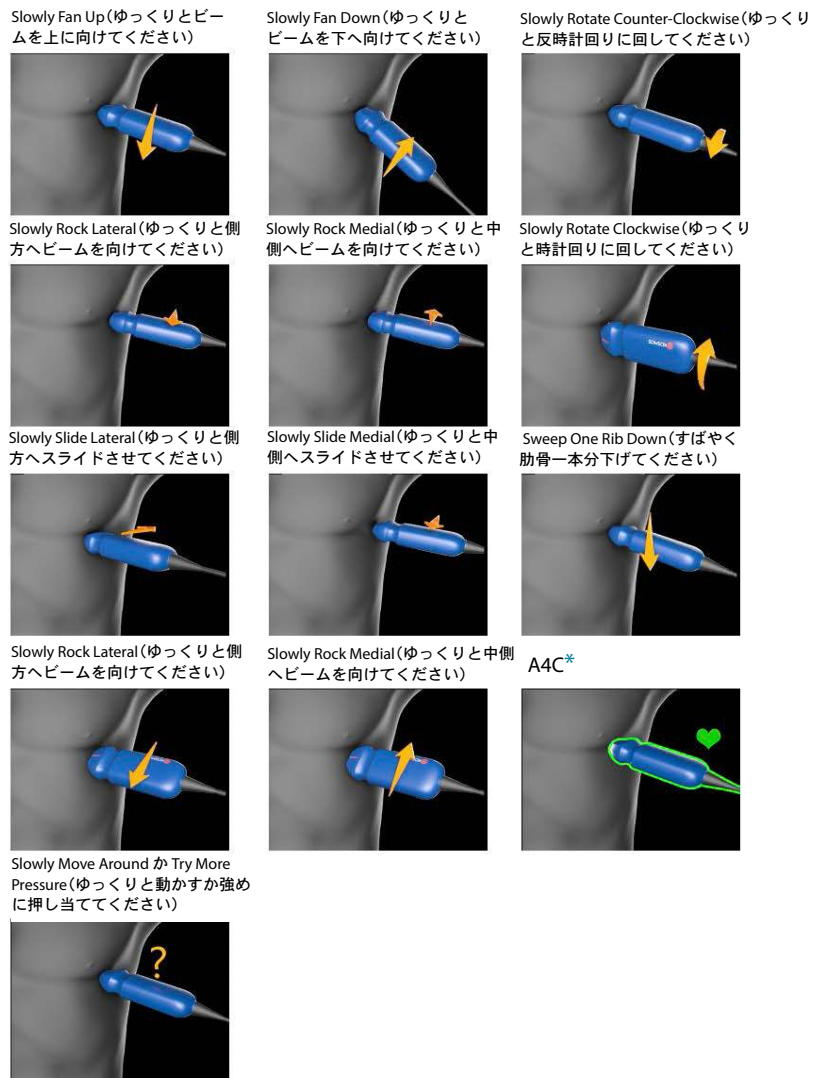 Slowly Fan Up(ゆっくりとビー
ムを上に向けてください)
Slowly Fan Down(ゆっくりと
ビームを下へ向けてください)
Slowly Rotate Counter-Clockwise(ゆっくり
と反時計回りに回してください)
Slowly Rock Lateral(ゆっくりと側
方へビームを向けてください)
Slowly Rock Medial(ゆっくりと中
側へビームを向けてください)
Slowly Rotate Clockwise(ゆっくり
と時計回りに回してください)
Slowly Slide Lateral(ゆっくりと側
方へスライドさせてください)
Slowly Slide Medial(ゆっくりと中
側へスライドさせてください)
Sweep One Rib Down(すばやく
肋骨一本分下げてください)
Slowly Rock Lateral(ゆっくりと側
方へビームを向けてください)
Slowly Rock Medial(ゆっくりと中側
へビームを向けてください)
A4C*
Slowly Move Around か Try More
Pressure(ゆっくりと動かすか強め
に押し当ててください)
?